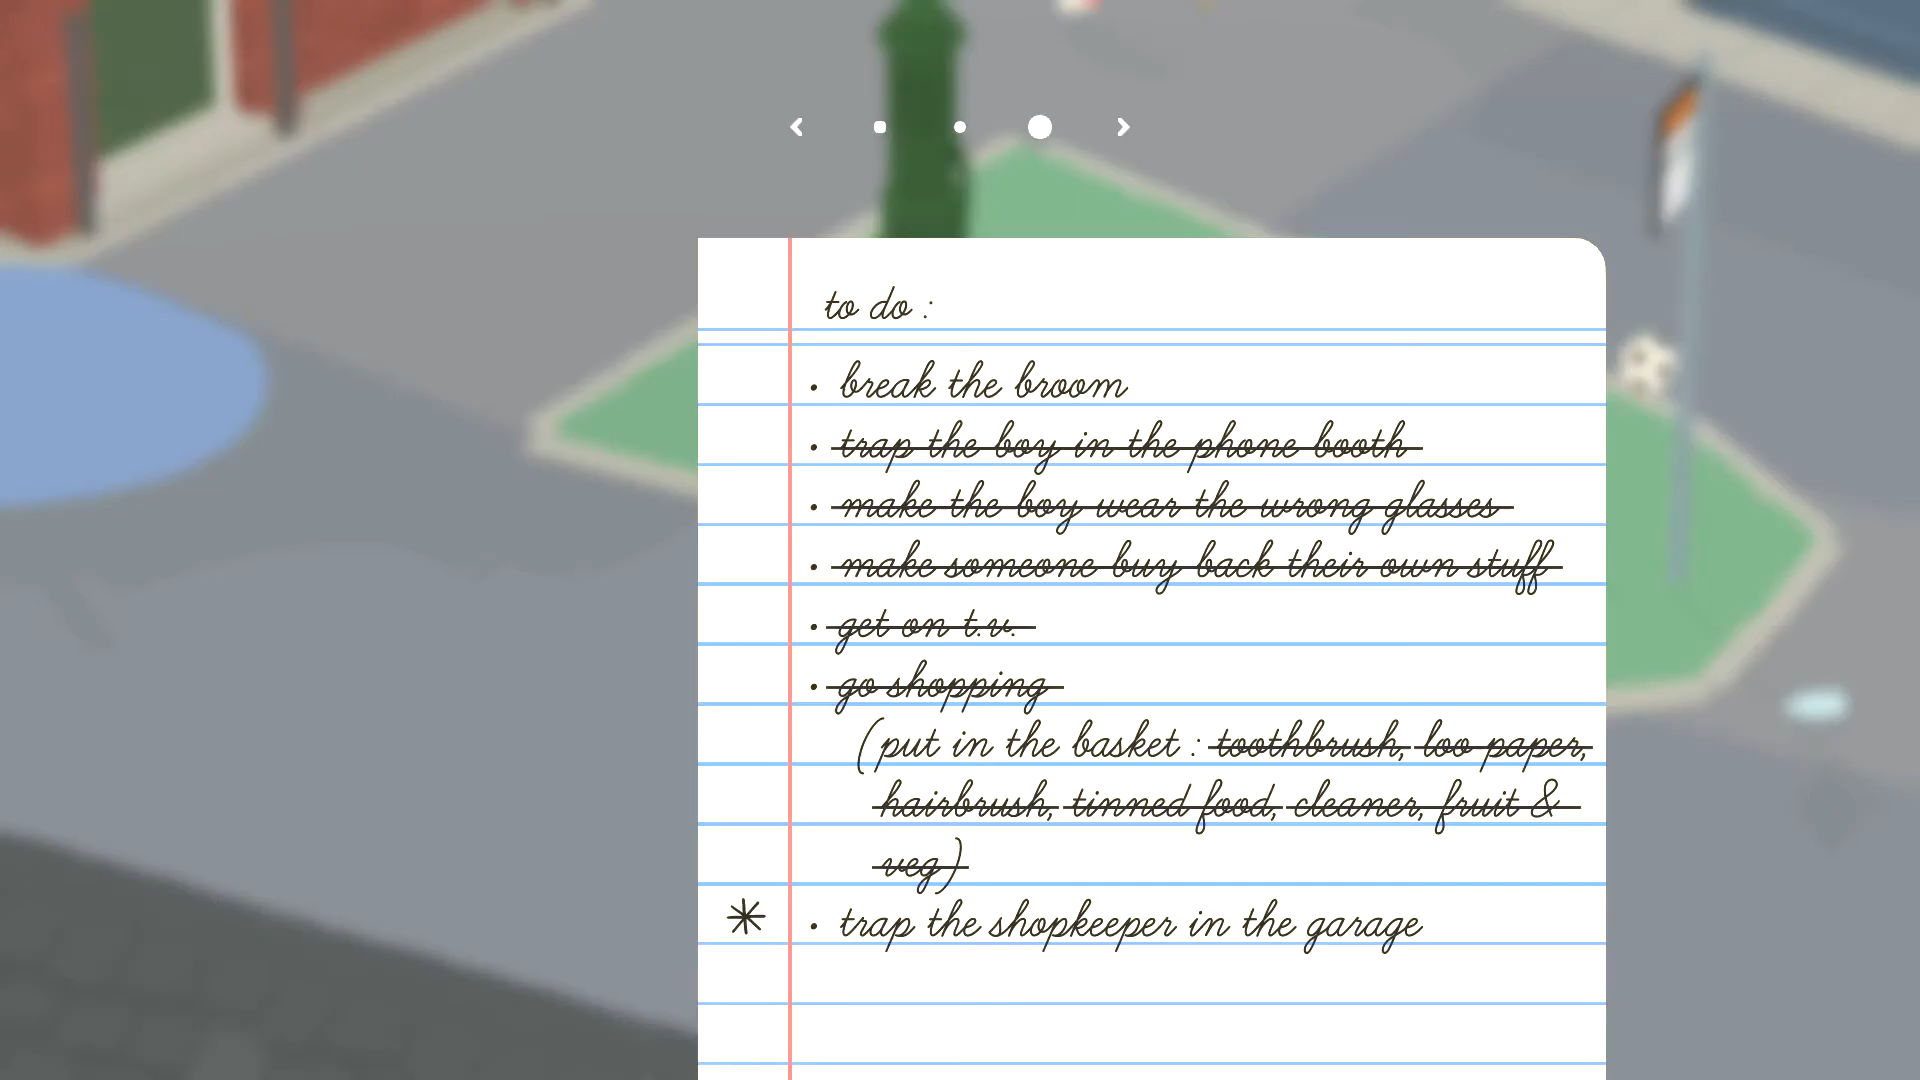 to do :
• break the broom
• trap the boy in the phone booth
• make the boy wear the wrong glasses
• make someone buy back their own stuff
• get on t.v.
• go shopping
(put in the basket : toothbrush, loo paper,
hairbrush, tinned food, cleaner, fruit &
veg)
* • trap the shopkeeper in the garage